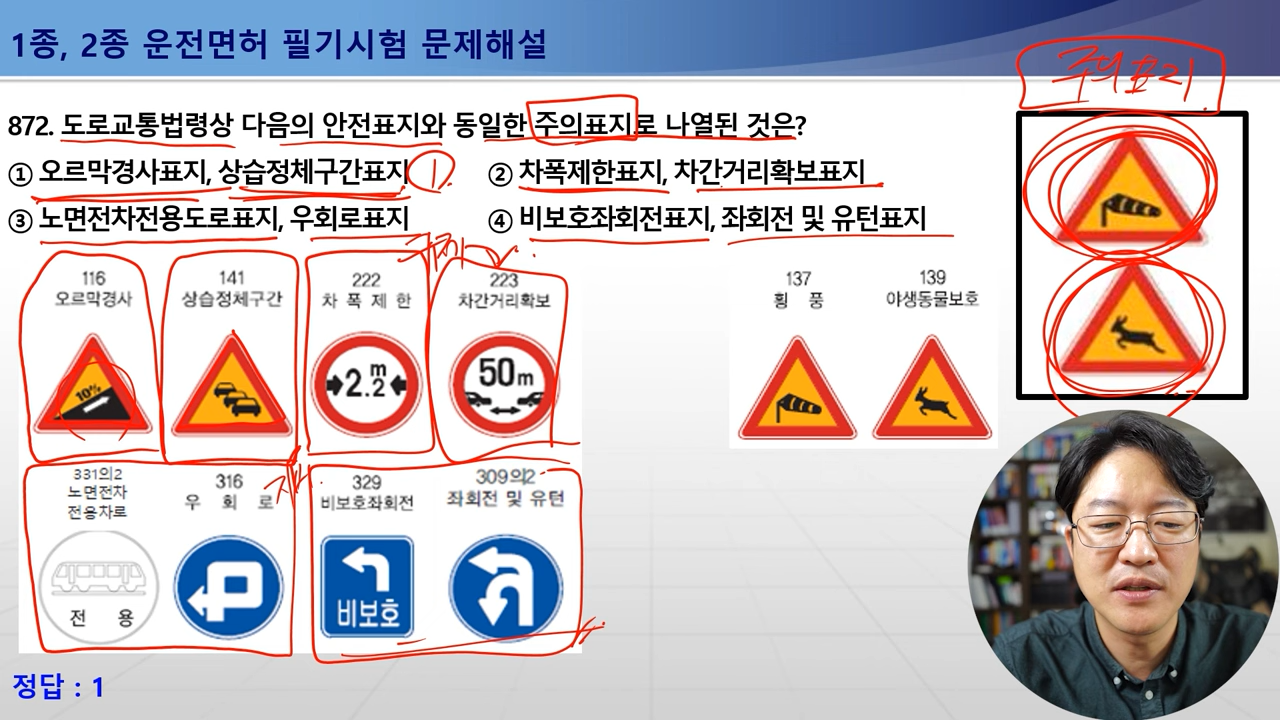 1종, 2종 운전면허 필기시험 문제해설
주의표지
872. 도로교통법령상 다음의 안전표지와 동일한 주의표지로 나열된 것은?
① 오르막경사표지, 상습정체구간표지 1. ② 차폭제한표지, 차간거리확보표지
③ 노면전차전용도로표지, 우회로표지 ④ 비보호좌회전표지, 좌회전 및 유턴표지
116 141 222 223 137 139
오르막경사 상습정체구간 차 폭 제 한 차간거리확보 횡 풍 야생동물보호
10% 2.2m 50m
331의2 316 329 309의2
노면전차 우 회 로 비보호좌회전 좌회전 및 유턴
전용차로
전 용 비보호
정답 : 1